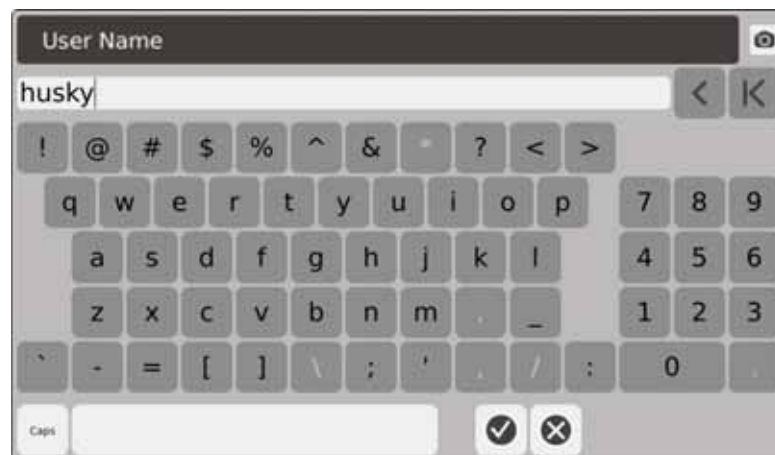 User Name
husky
! @ # $ % ^ & * ? < >
q w e r t y u i o p 7 8 9
a s d f g h j k l 4 5 6
z x c v b n m . _ 1 2 3
` - = [ ] \ ; ' , / : 0 .
Caps